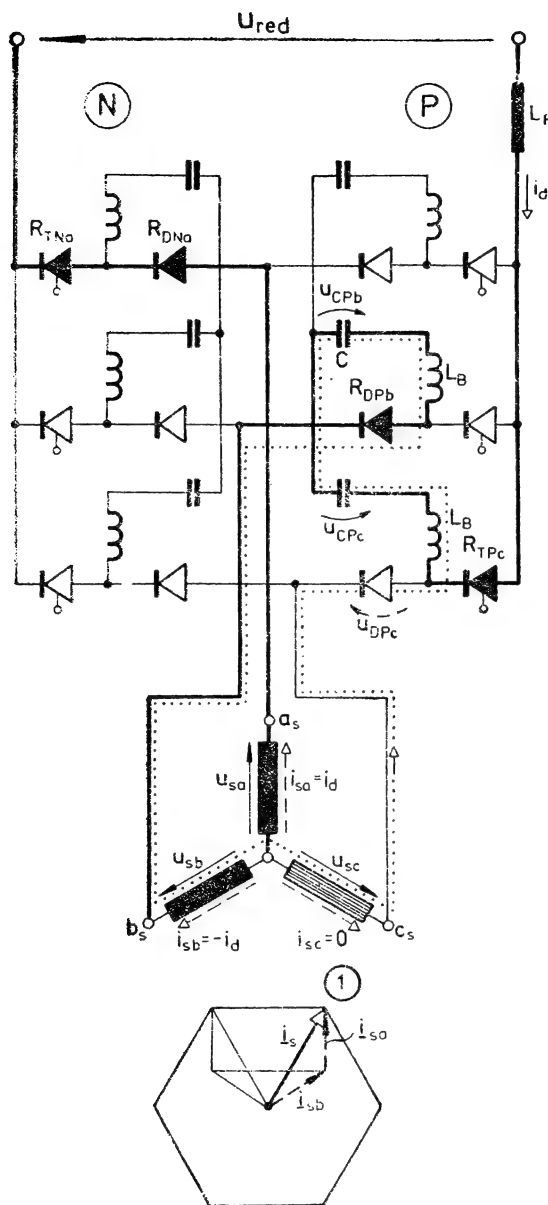 u_red
N P
L_F
i_d
R_TNa R_DNa
u_CPb
C
L_B
R_DPb
u_CPc
L_B
R_TPc
u_DPc
a_s
u_sa i_sa=i_d
u_sb u_sc
b_s i_sb=-i_d i_sc=0 c_s
1
i_s i_sa
i_sb